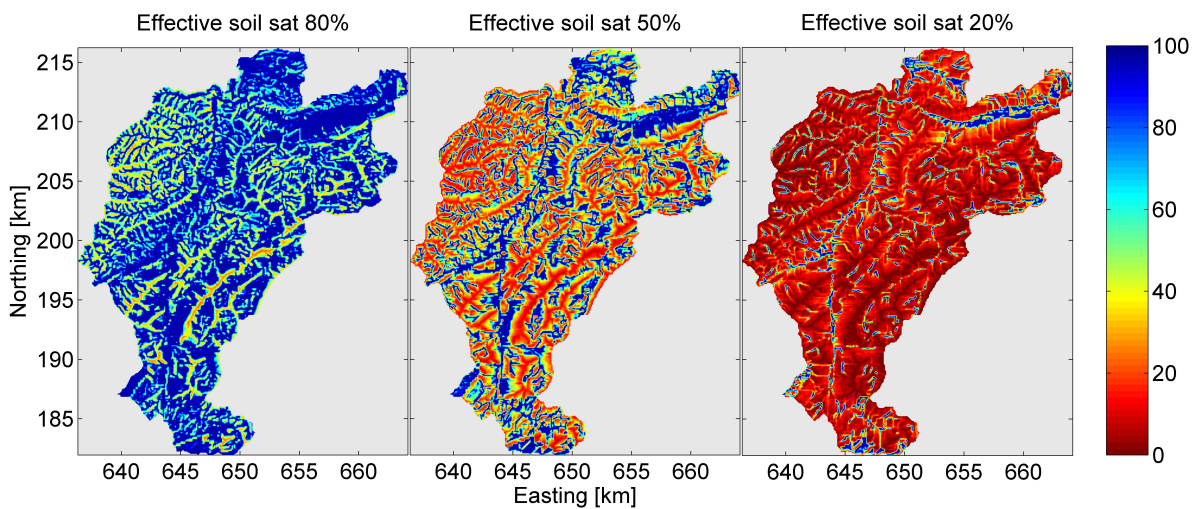 Effective soil sat 80%
Effective soil sat 50%
Effective soil sat 20%
215
210
205
200
195
190
185
Northing [km]
640 645 650 655 660
640 645 650 655 660
640 645 650 655 660
Easting [km]
100
80
60
40
20
0